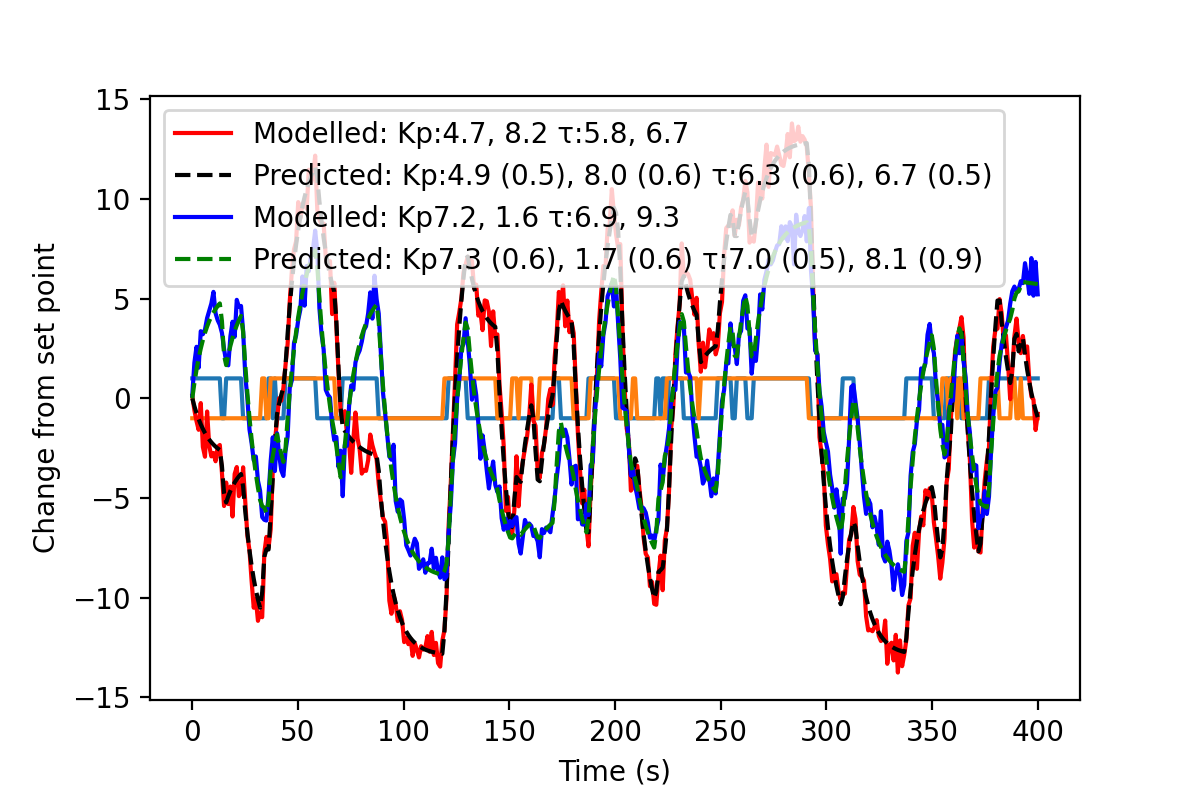 15
10
5
0
−5
−10
−15
Change from set point
Modelled: Kp:4.7, 8.2 τ:5.8, 6.7
Predicted: Kp:4.9 (0.5), 8.0 (0.6) τ:6.3 (0.6), 6.7 (0.5)
Modelled: Kp7.2, 1.6 τ:6.9, 9.3
Predicted: Kp7.3 (0.6), 1.7 (0.6) τ:7.0 (0.5), 8.1 (0.9)
0 50 100 150 200 250 300 350 400
Time (s)